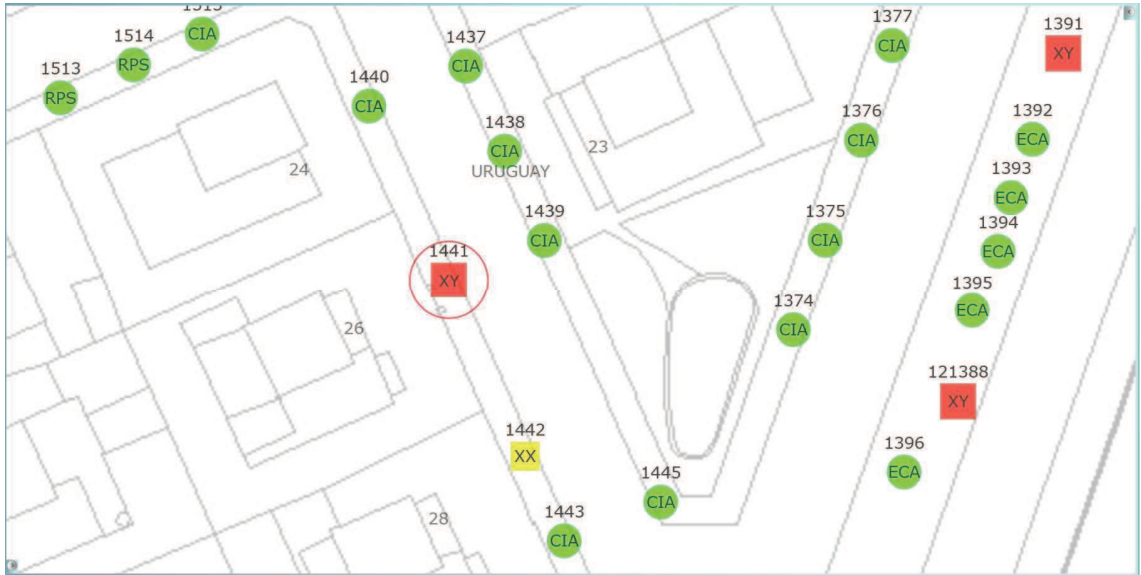 1515
CIA
1514
RPS
1513
RPS
1440
CIA
1437
CIA
1438
CIA
URUGUAY
1439
CIA
1441
XY
1442
XX
1443
CIA
1445
CIA
24
26
28
23
1377
CIA
1376
CIA
1375
CIA
1374
CIA
1391
XY
1392
ECA
1393
ECA
1394
ECA
1395
ECA
121388
XY
1396
ECA